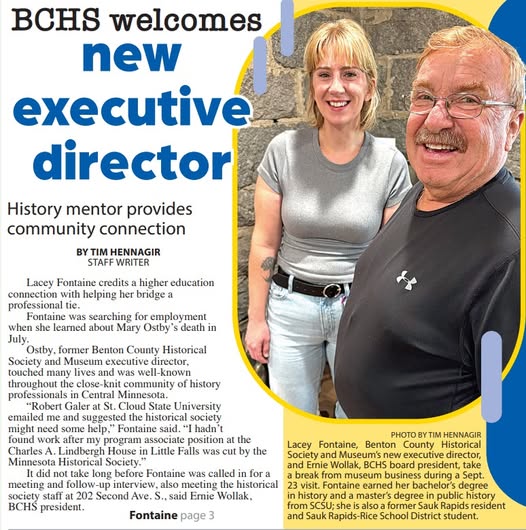 BCHS welcomes
new
executive
director
History mentor provides
community connection
BY TIM HENNAGIR
STAFF WRITER
Lacey Fontaine credits a higher education
connection with helping her bridge a
professional tie.
Fontaine was searching for employment
when she learned about Mary Ostby’s death in
July.
Ostby, former Benton County Historical
Society and Museum executive director,
touched many lives and was well-known
throughout the close-knit community of history
professionals in Central Minnesota.
“Robert Galer at St. Cloud State University
emailed me and suggested the historical society
might need some help,” Fontaine said. “I hadn’t
found work after my program associate position at the
Charles A. Lindbergh House in Little Falls was cut by the
Minnesota Historical Society.”
It did not take long before Fontaine was called in for a
meeting and follow-up interview, also meeting the historical
society staff at 202 Second Ave. S., said Ernie Wollak,
BCHS president.
Fontaine page 3
PHOTO BY TIM HENNAGIR
Lacey Fontaine, Benton County Historical
Society and Museum’s new executive director,
and Ernie Wollak, BCHS board president, take
a break from museum business during a Sept.
23 visit. Fontaine earned her bachelor’s degree
in history and a master’s degree in public history
from SCSU; she is also a former Sauk Rapids resident
and Sauk Rapids-Rice School District student.